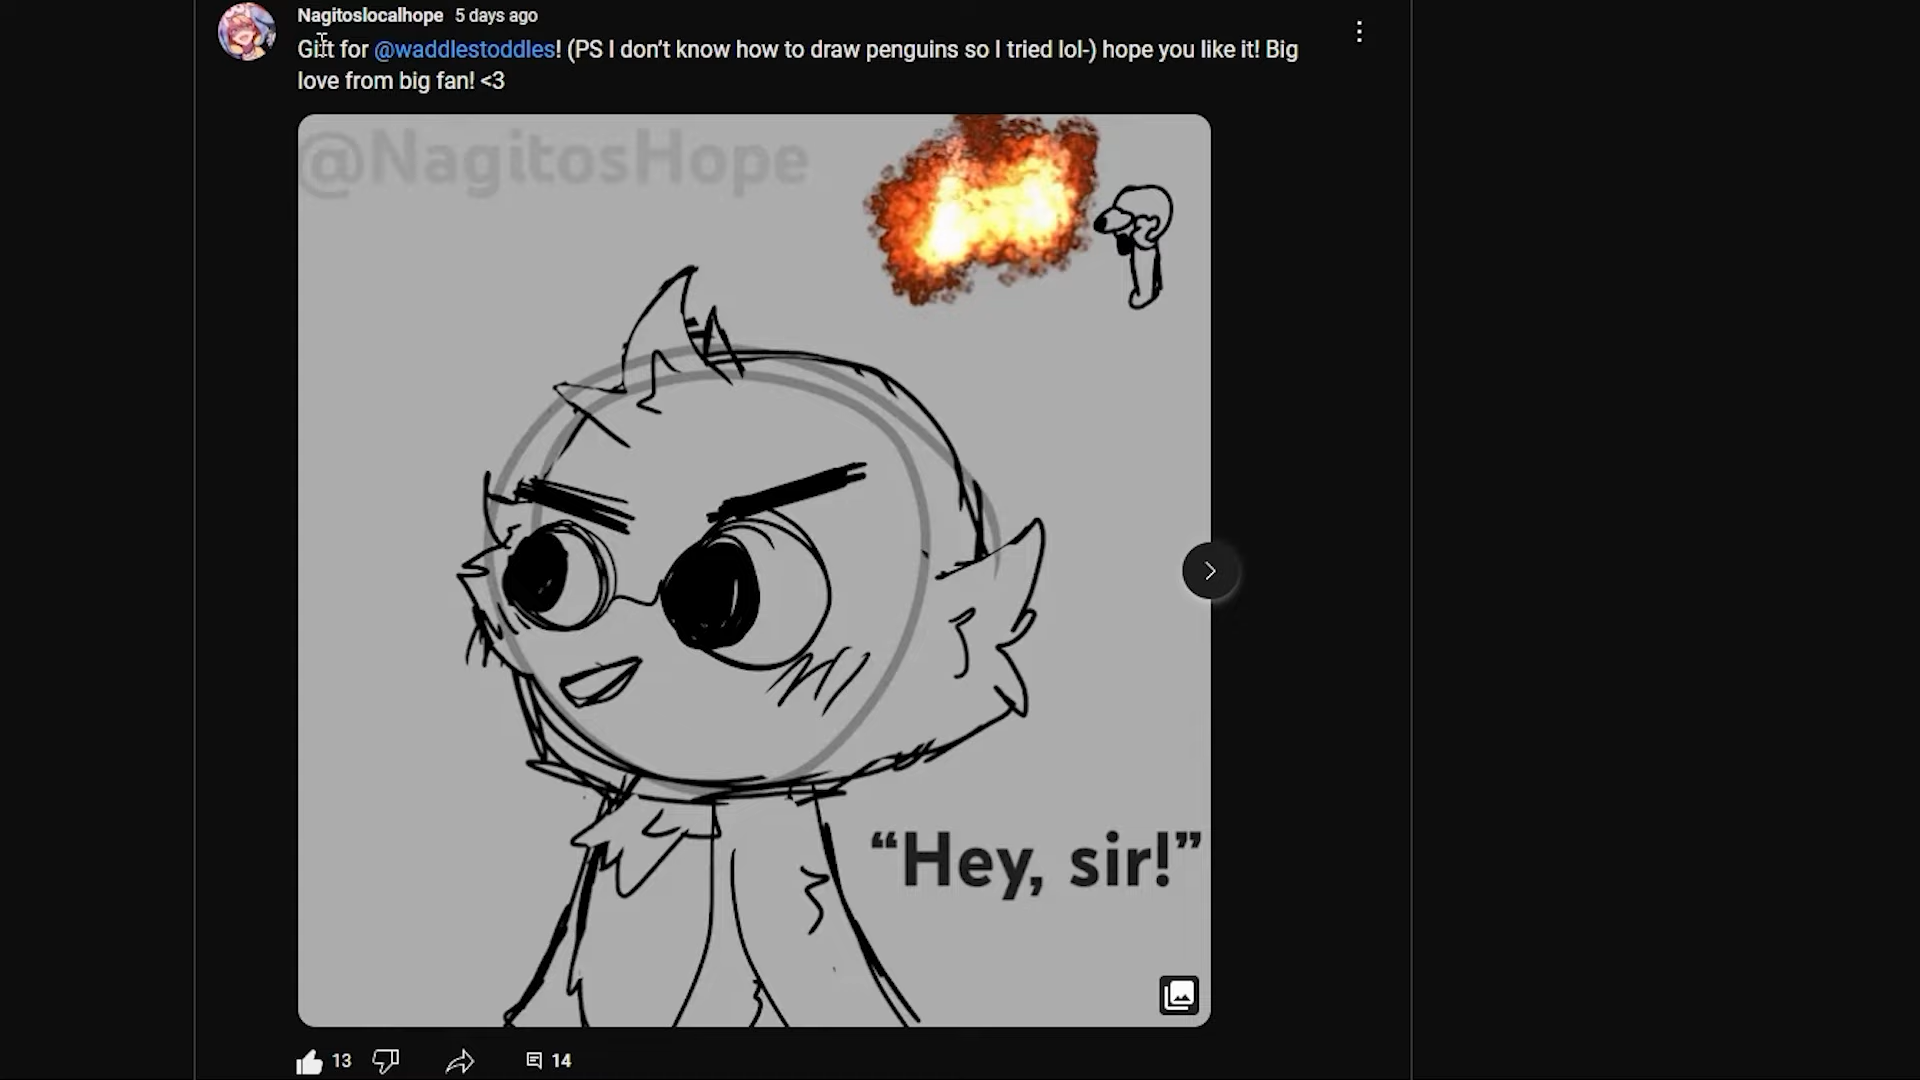 Nagitoslocalhope 5 days ago
Gift for @waddlestoddles! (PS I don't know how to draw penguins so I tried lol-) hope you like it! Big
love from big fan! <3
@NagitosHope
“Hey, sir!”
13 14